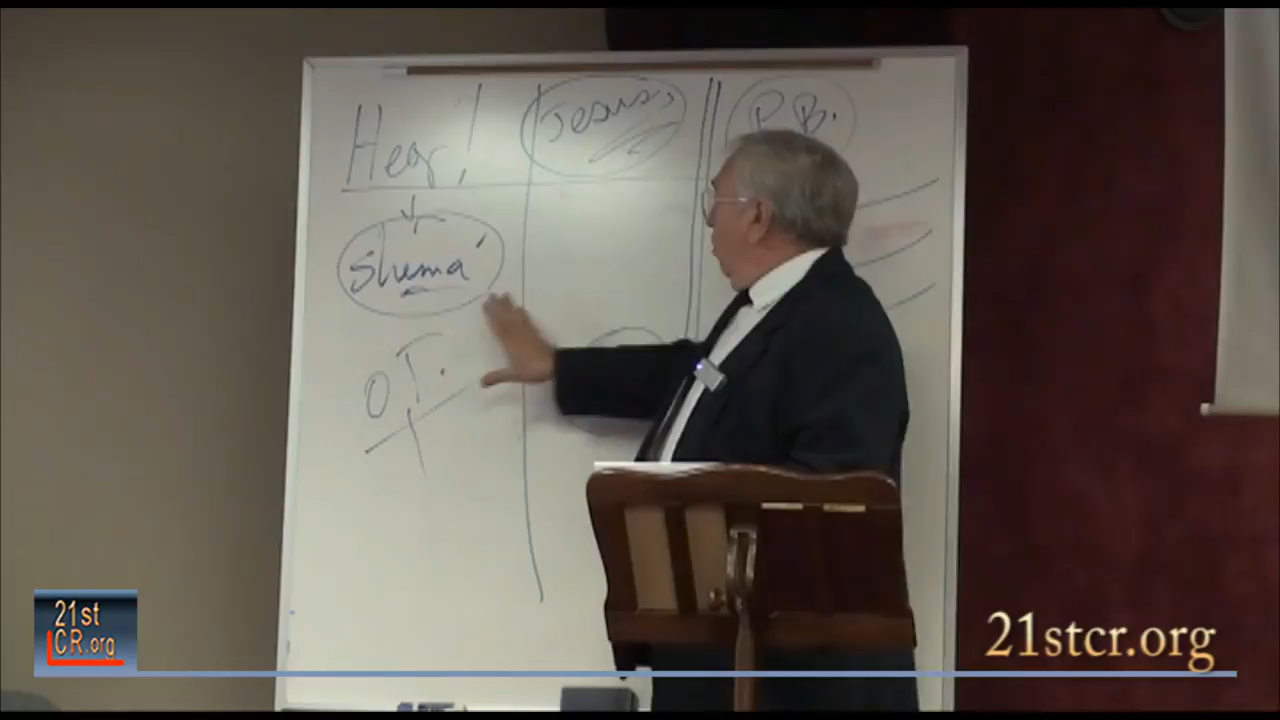 Hear!
shema'
O T.
Jesus,
P. B.
21st
CR.org
21stcr.org